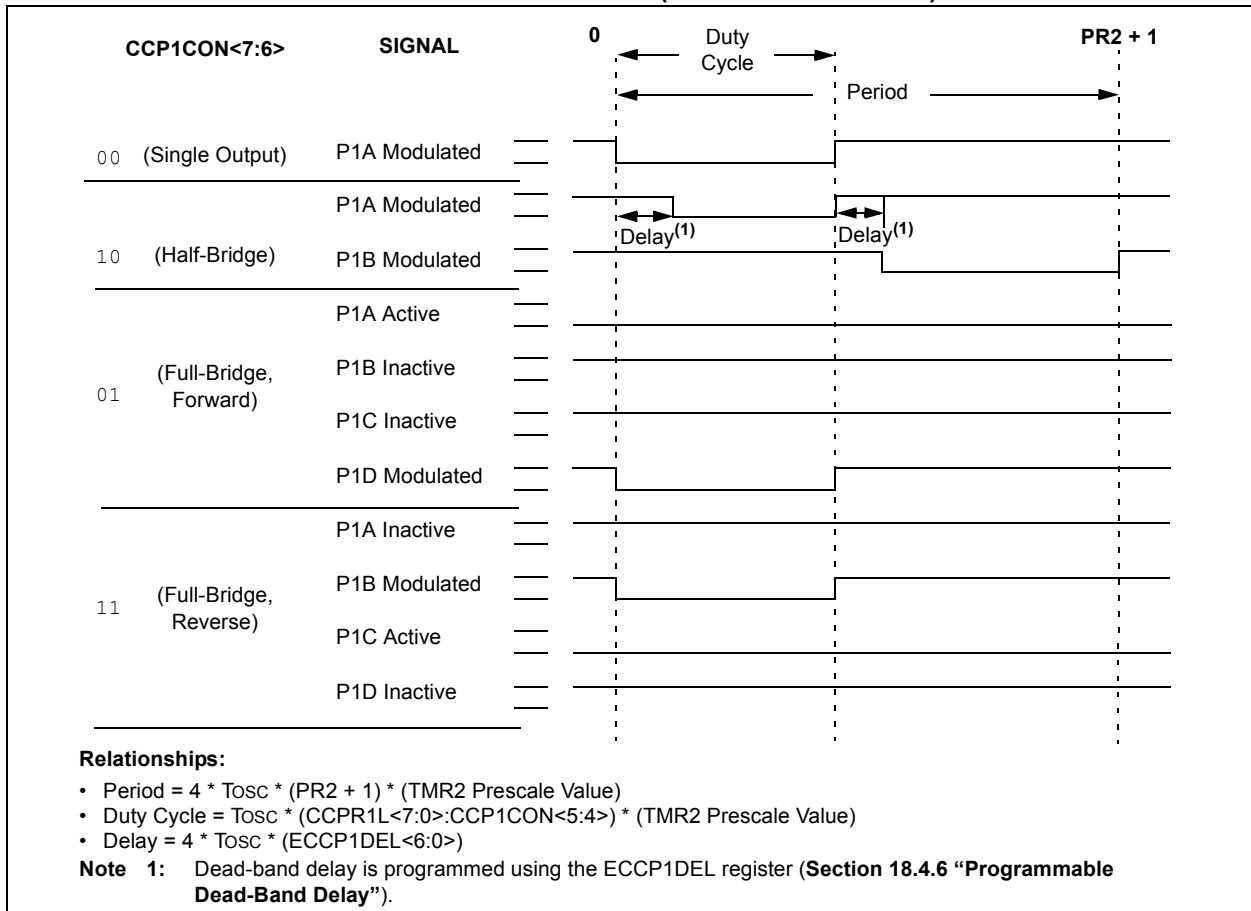 CCP1CON<7:6> SIGNAL 0 Duty Cycle PR2 + 1
Period
00 (Single Output) P1A Modulated
P1A Modulated
Delay(1) Delay(1)
10 (Half-Bridge) P1B Modulated
P1A Active
01 (Full-Bridge, Forward) P1B Inactive
P1C Inactive
P1D Modulated
P1A Inactive
11 (Full-Bridge, Reverse) P1B Modulated
P1C Active
P1D Inactive
Relationships:
• Period = 4 * TOSC * (PR2 + 1) * (TMR2 Prescale Value)
• Duty Cycle = TOSC * (CCPR1L<7:0>:CCP1CON<5:4>) * (TMR2 Prescale Value)
• Delay = 4 * TOSC * (ECCP1DEL<6:0>)
Note 1: Dead-band delay is programmed using the ECCP1DEL register (Section 18.4.6 “Programmable
Dead-Band Delay”).